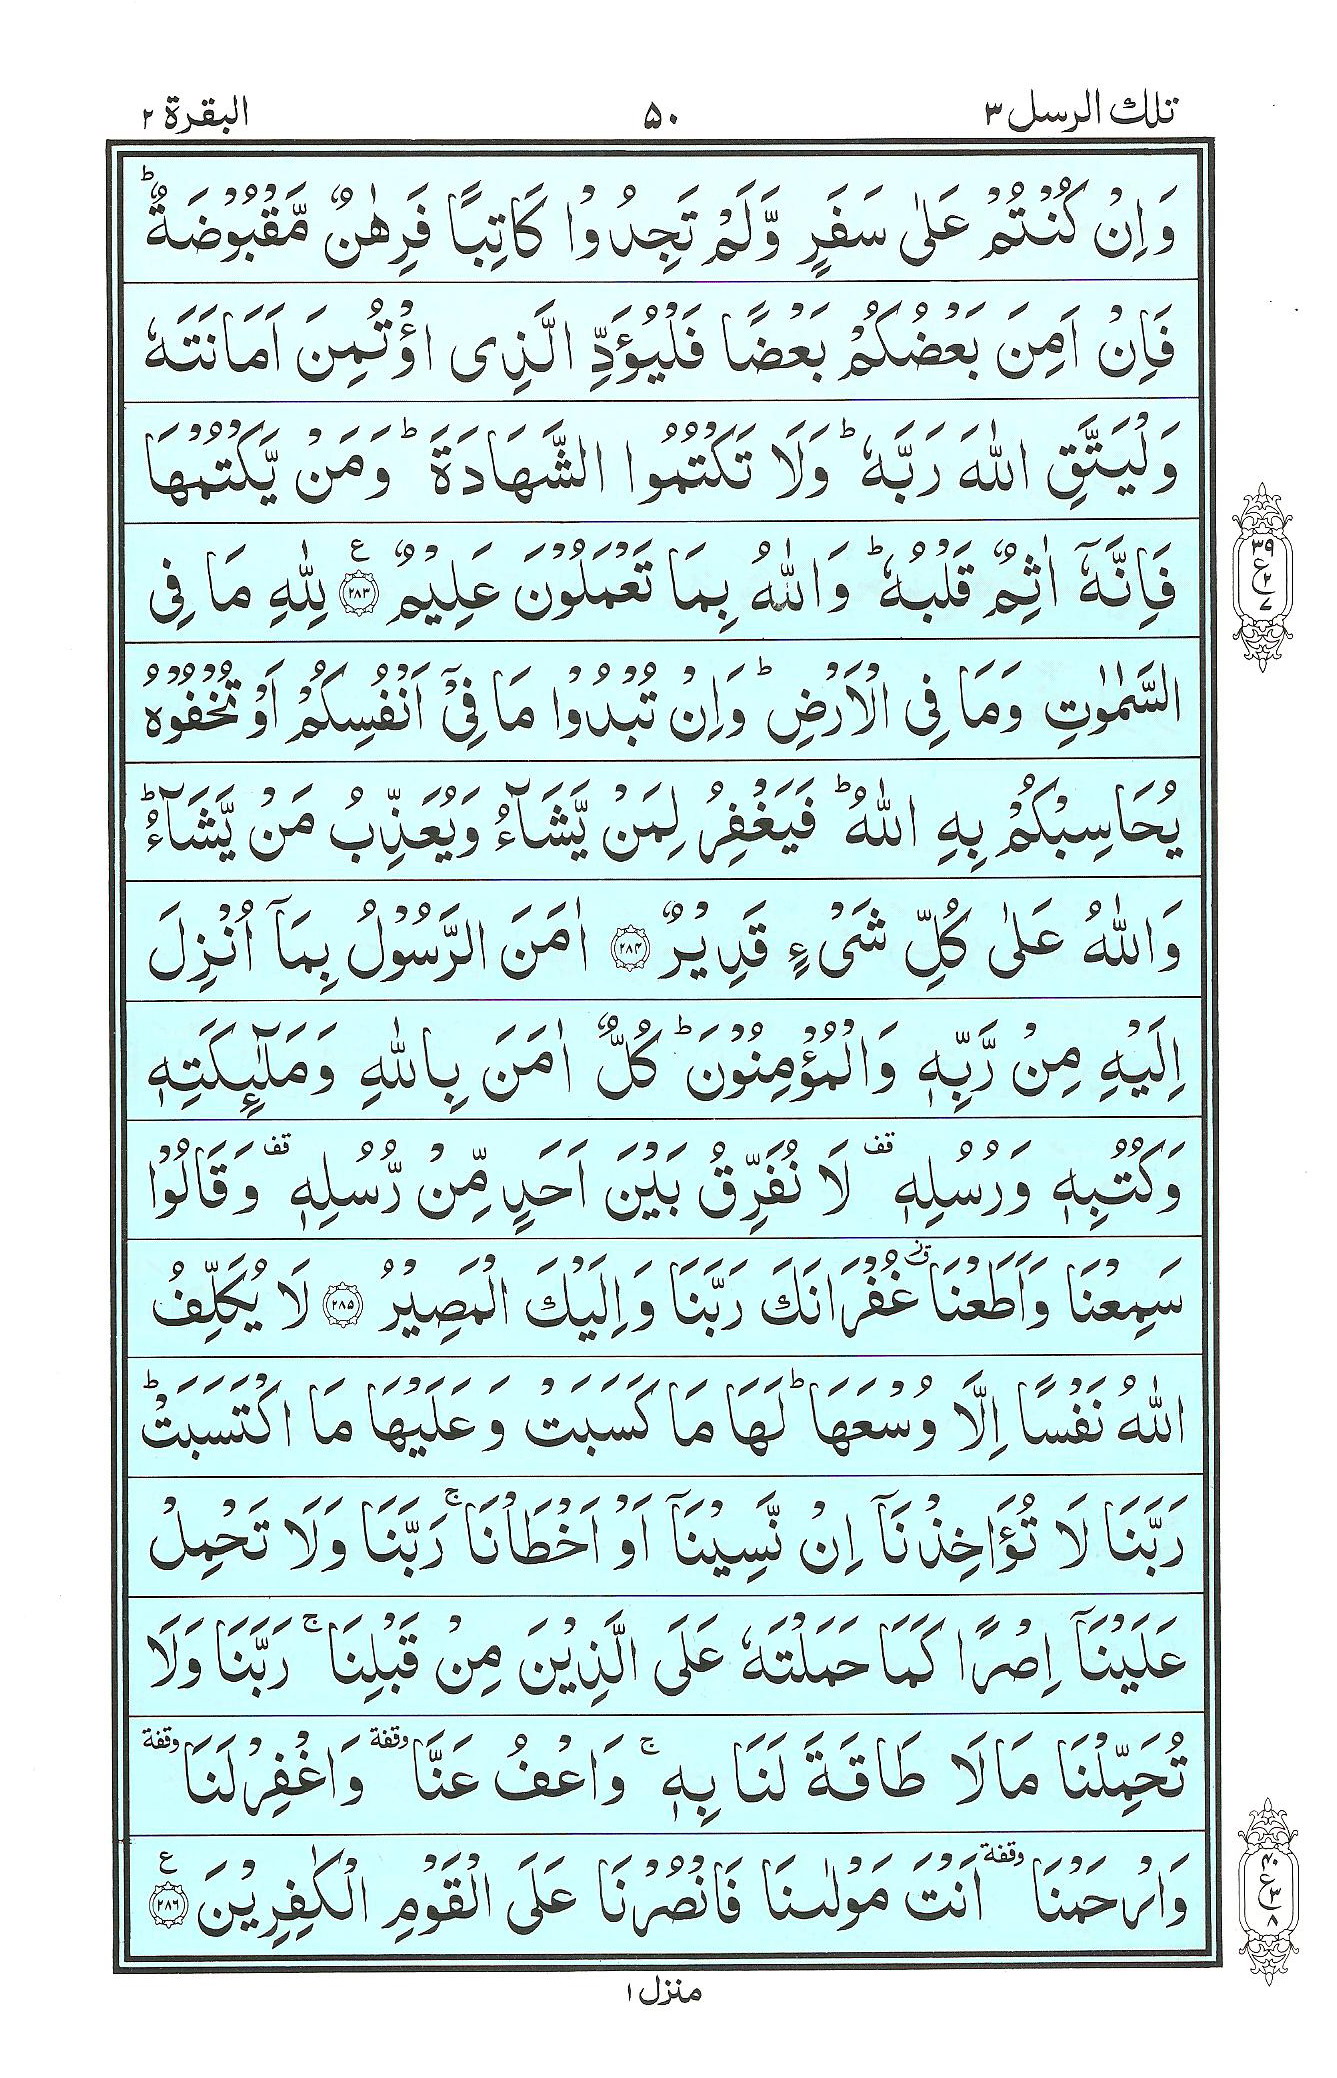 تلك الرسل ٣
٥٠
البقرة ٢
وَاِنْ كُنْتُمْ عَلٰى سَفَرٍ وَّلَمْ تَجِدُوْا كَاتِبًا فَرِهٰنٌ مَّقْبُوْضَةٌ ؕ
فَاِنْ اَمِنَ بَعْضُكُمْ بَعْضًا فَلْيُؤَدِّ الَّذِى اؤْتُمِنَ اَمَانَتَهٗ
وَلْيَتَّقِ اللّٰهَ رَبَّهٗ ؕ وَلَا تَكْتُمُوا الشَّهَادَةَ ؕ وَمَنْ يَّكْتُمْهَا
فَاِنَّهٗٓ اٰثِمٌ قَلْبُهٗ ؕ وَاللّٰهُ بِمَا تَعْمَلُوْنَ عَلِيْمٌ ﴿٢٨٣﴾ ع لِلّٰهِ مَا فِى
السَّمٰوٰتِ وَمَا فِى الْاَرْضِ ؕ وَاِنْ تُبْدُوْا مَا فِىْٓ اَنْفُسِكُمْ اَوْ تُخْفُوْهُ
يُحَاسِبْكُمْ بِهِ اللّٰهُ ؕ فَيَغْفِرُ لِمَنْ يَّشَآءُ وَيُعَذِّبُ مَنْ يَّشَآءُ ؕ
وَاللّٰهُ عَلٰى كُلِّ شَىْءٍ قَدِيْرٌ ﴿٢٨٤﴾ اٰمَنَ الرَّسُوْلُ بِمَآ اُنْزِلَ
اِلَيْهِ مِنْ رَّبِّهٖ وَالْمُؤْمِنُوْنَ ؕ كُلٌّ اٰمَنَ بِاللّٰهِ وَمَلٰٓئِكَتِهٖ
وَكُتُبِهٖ وَرُسُلِهٖ قف لَا نُفَرِّقُ بَيْنَ اَحَدٍ مِّنْ رُّسُلِهٖ قف وَقَالُوْا
سَمِعْنَا وَاَطَعْنَا ق ز غُفْرَانَكَ رَبَّنَا وَاِلَيْكَ الْمَصِيْرُ ﴿٢٨٥﴾ لَا يُكَلِّفُ
اللّٰهُ نَفْسًا اِلَّا وُسْعَهَا ؕ لَهَا مَا كَسَبَتْ وَعَلَيْهَا مَا اكْتَسَبَتْ ؕ
رَبَّنَا لَا تُؤَاخِذْنَآ اِنْ نَّسِيْنَآ اَوْ اَخْطَاْنَا ۚ رَبَّنَا وَلَا تَحْمِلْ
عَلَيْنَآ اِصْرًا كَمَا حَمَلْتَهٗ عَلَى الَّذِيْنَ مِنْ قَبْلِنَا ۚ رَبَّنَا وَلَا
تُحَمِّلْنَا مَا لَا طَاقَةَ لَنَا بِهٖ ۚ وَاعْفُ عَنَّا وقفة وَاغْفِرْ لَنَا وقفة
وَارْحَمْنَا وقفة اَنْتَ مَوْلٰىنَا فَانْصُرْنَا عَلَى الْقَوْمِ الْكٰفِرِيْنَ ﴿٢٨٦﴾ ع
٣٩
ع ٢
٧
٤٠
ع ٣
٨
منزل ١